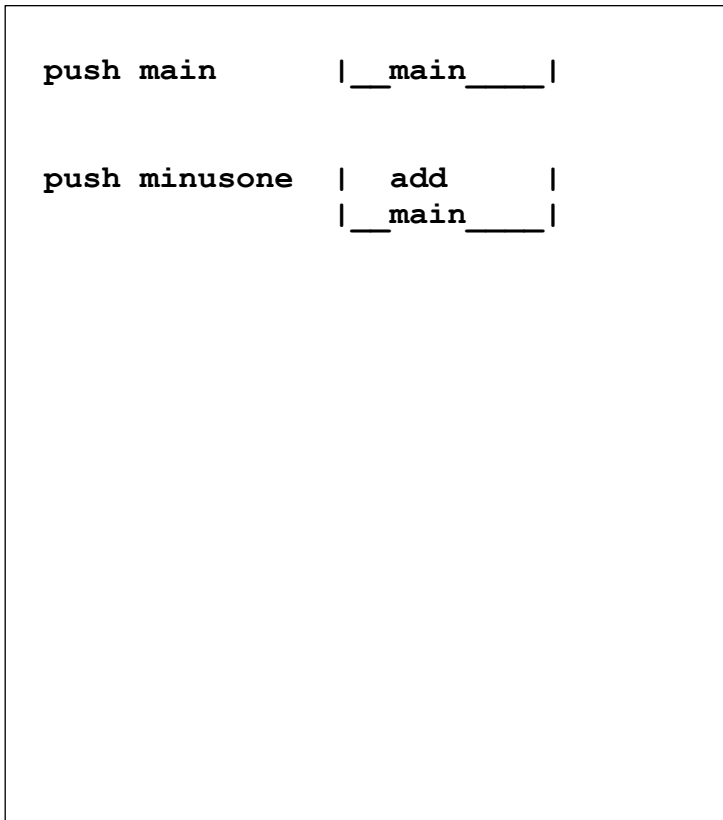 push main      |__main____|
push minusone  |  add     |
               |__main____|